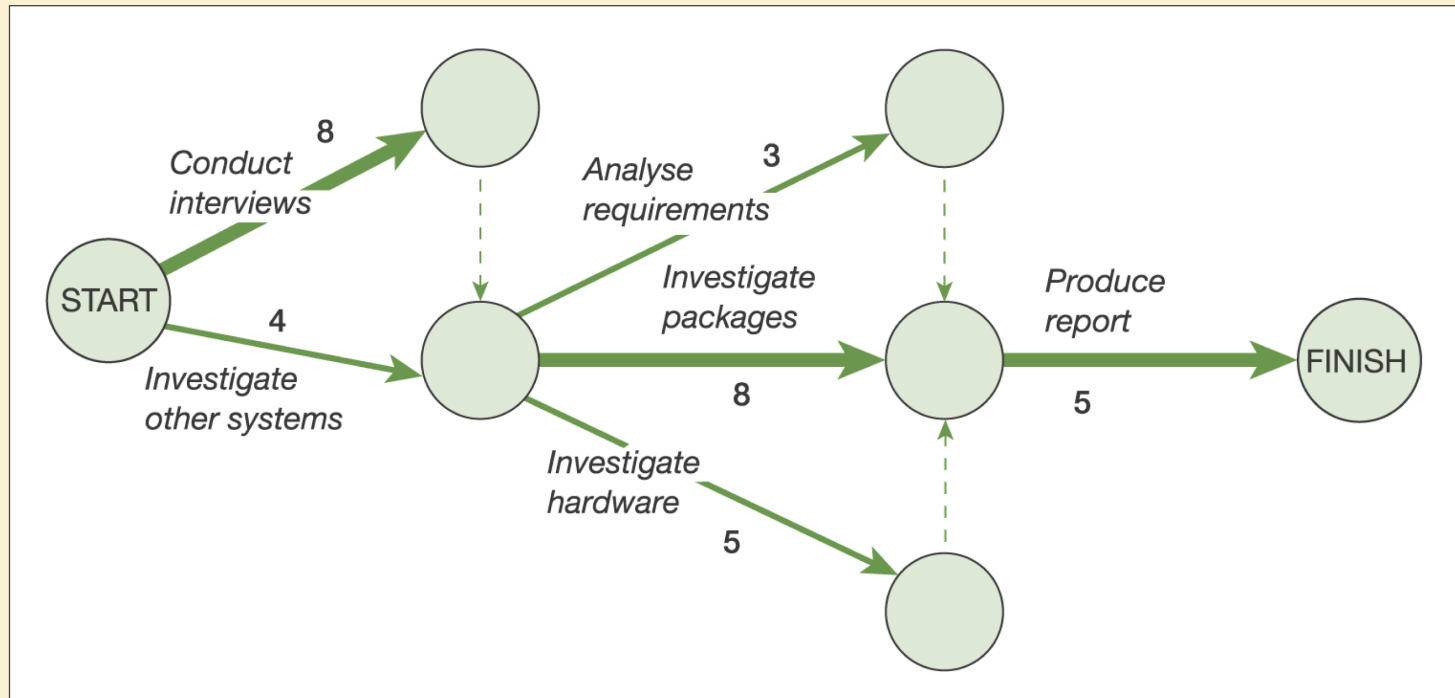 8
Conduct
interviews
START
4
Investigate
other systems
3
Analyse
requirements
Investigate
packages
8
Investigate
hardware
5
Produce
report
5
FINISH